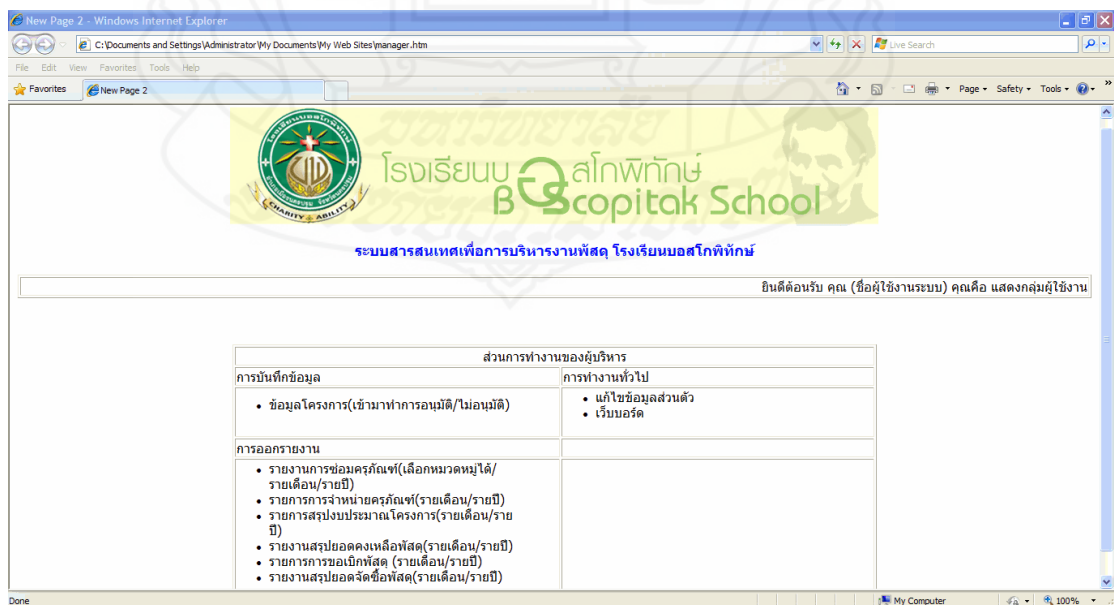 New Page 2 - Windows Internet Explorer
C:\Documents and Settings\Administrator\My Documents\My Web Sites\manager.htm
Live Search
File Edit View Favorites Tools Help
Favorites New Page 2 Page Safety Tools
โรงเรียนบ สโกพิทักษ์
B scopitak School
CHARITY ABILITY
ระบบสารสนเทศเพื่อการบริหารงานพัสดุ โรงเรียนบอสโกพิทักษ์
ยินดีต้อนรับ คุณ (ชื่อผู้ใช้งานระบบ) คุณคือ แสดงกลุ่มผู้ใช้งาน
ส่วนการทำงานของผู้บริหาร
การบันทึกข้อมูล การทำงานทั่วไป
• ข้อมูลโครงการ(เข้ามาทำการอนุมัติ/ไม่อนุมัติ)
• แก้ไขข้อมูลส่วนตัว
• เว็บบอร์ด
การออกรายงาน
• รายงานการซ่อมครุภัณฑ์(เลือกหมวดหมู่ได้/
รายเดือน/รายปี)
• รายการการจำหน่ายครุภัณฑ์(รายเดือน/รายปี)
• รายการสรุปงบประมาณโครงการ(รายเดือน/ราย
ปี)
• รายงานสรุปยอดคงเหลือพัสดุ(รายเดือน/รายปี)
• รายการการขอเบิกพัสดุ (รายเดือน/รายปี)
• รายงานสรุปยอดจัดซื้อพัสดุ(รายเดือน/รายปี)
Done My Computer 100%